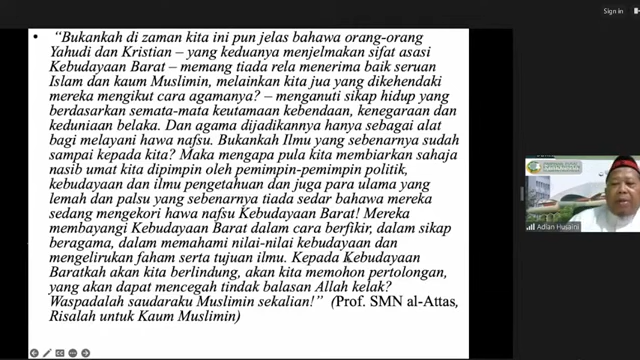 Sign in
• “Bukankah di zaman kita ini pun jelas bahawa orang-orang
Yahudi dan Kristian – yang keduanya menjelmakan sifat asasi
Kebudayaan Barat – memang tiada rela menerima baik seruan
Islam dan kaum Muslimin, melainkan kita jua yang dikehendaki
mereka mengikut cara agamanya? – menganuti sikap hidup yang
berdasarkan semata-mata keutamaan kebendaan, kenegaraan dan
keduniaan belaka. Dan agama dijadikannya hanya sebagai alat
bagi melayani hawa nafsu. Bukankah Ilmu yang sebenarnya sudah
sampai kepada kita? Maka mengapa pula kita membiarkan sahaja
nasib umat kita dipimpin oleh pemimpin-pemimpin politik,
kebudayaan dan ilmu pengetahuan dan juga para ulama yang
lemah dan palsu yang sebenarnya tiada sedar bahawa mereka
sedang mengekori hawa nafsu Kebudayaan Barat! Mereka
membayangi Kebudayaan Barat dalam cara berfikir, dalam sikap
beragama, dalam memahami nilai-nilai kebudayaan dan
mengelirukan faham serta tujuan ilmu. Kepada Kebudayaan
Baratkah akan kita berlindung, akan kita memohon pertolongan,
yang akan dapat mencegah tindak balasan Allah kelak?
Waspadalah saudaraku Muslimin sekalian!” (Prof. SMN al-Attas,
Risalah untuk Kaum Muslimin)
Adian Husaini